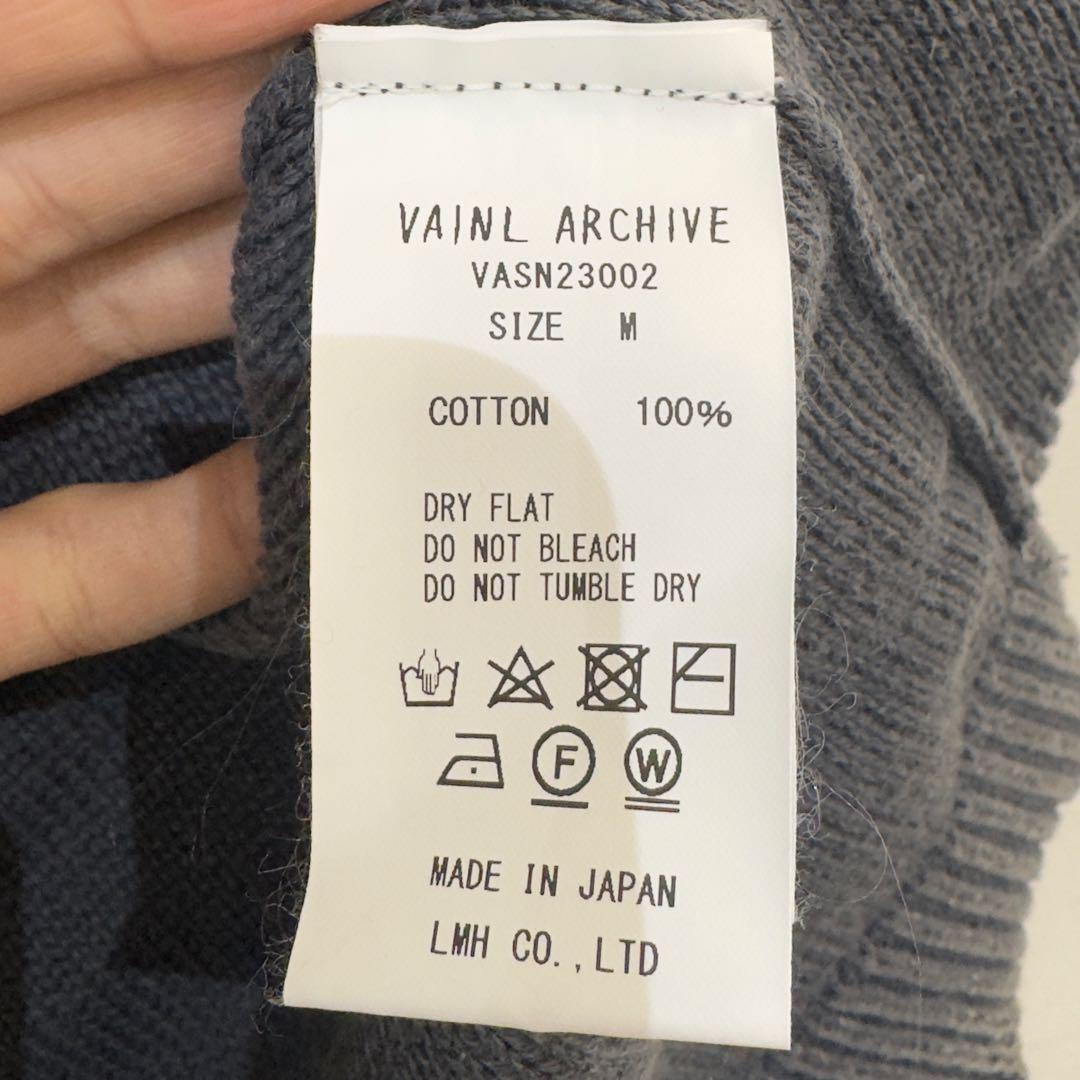 VAINL ARCHIVE
VASN23002
SIZE M
COTTON 100%
DRY FLAT
DO NOT BLEACH
DO NOT TUMBLE DRY
F W
MADE IN JAPAN
LMH CO.,LTD